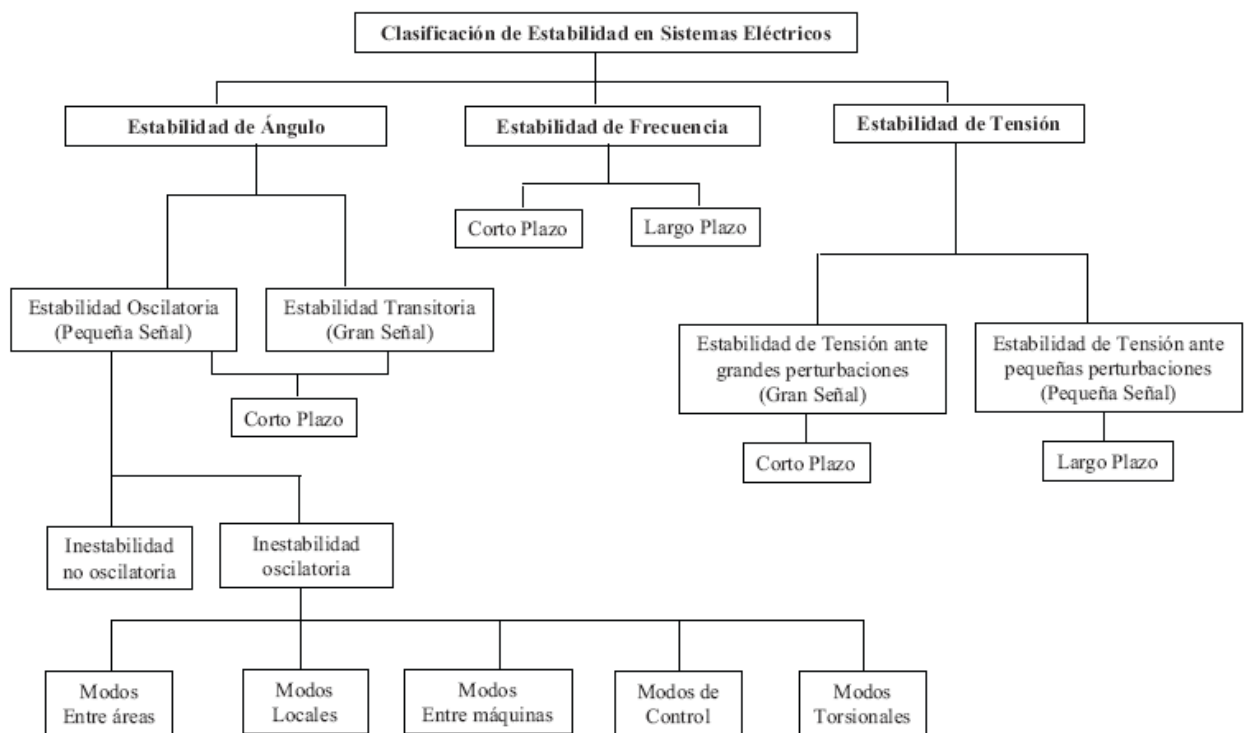 Clasificación de Estabilidad en Sistemas Eléctricos
Estabilidad de Ángulo
Estabilidad de Frecuencia
Estabilidad de Tensión
Corto Plazo
Largo Plazo
Estabilidad Oscilatoria
(Pequeña Señal)
Estabilidad Transitoria
(Gran Señal)
Estabilidad de Tensión ante
grandes perturbaciones
(Gran Señal)
Estabilidad de Tensión ante
pequeñas perturbaciones
(Pequeña Señal)
Corto Plazo
Corto Plazo
Largo Plazo
Inestabilidad
no oscilatoria
Inestabilidad
oscilatoria
Modos
Entre áreas
Modos
Locales
Modos
Entre máquinas
Modos de
Control
Modos
Torsionales